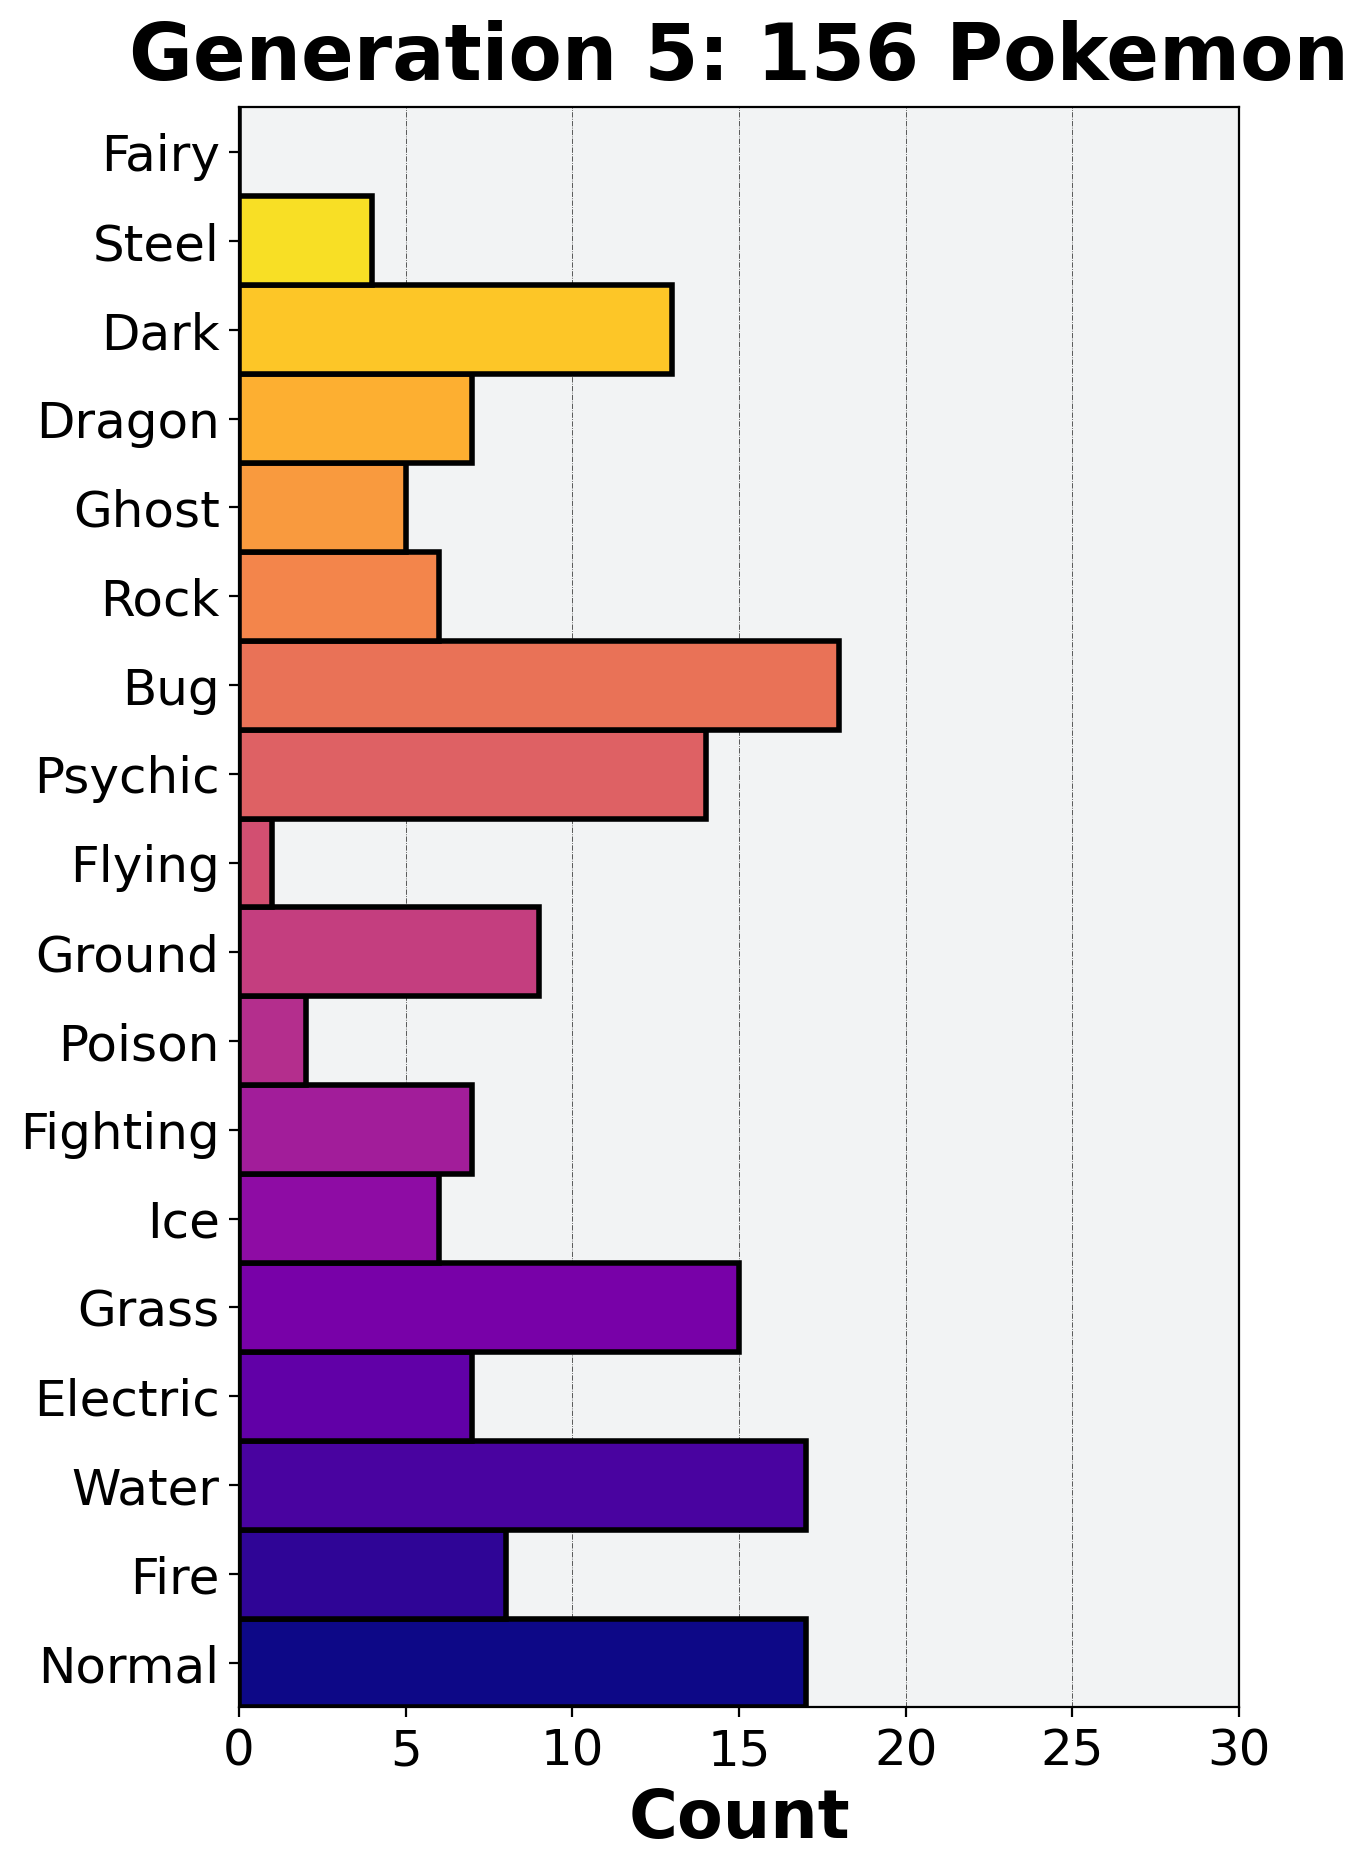 Generation 5: 156 Pokemon
Fairy
Steel
Dark
Dragon
Ghost
Rock
Bug
Psychic
Flying
Ground
Poison
Fighting
Ice
Grass
Electric
Water
Fire
Normal
0 5 10 15 20 25 30
Count